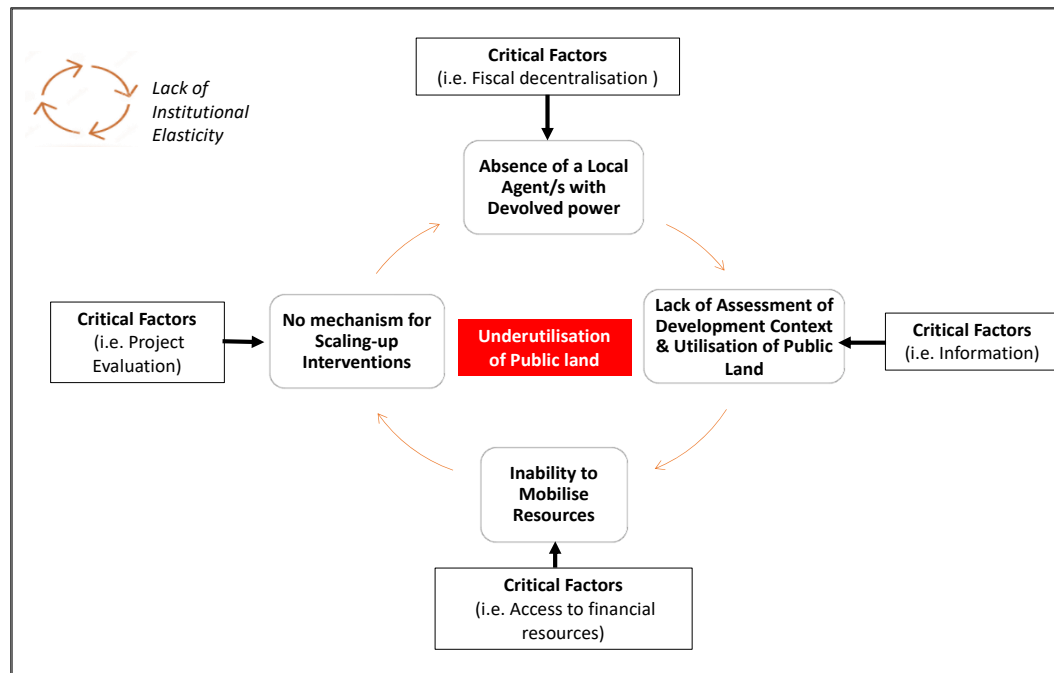 Critical Factors
(i.e. Fiscal decentralisation )
Lack of
Institutional
Elasticity
Absence of a Local
Agent/s with
Devolved power
Critical Factors
(i.e. Project
Evaluation)
No mechanism for
Scaling-up
Interventions
Underutilisation
of Public land
Lack of Assessment of
Development Context
& Utilisation of Public
Land
Critical Factors
(i.e. Information)
Inability to
Mobilise
Resources
Critical Factors
(i.e. Access to financial
resources)